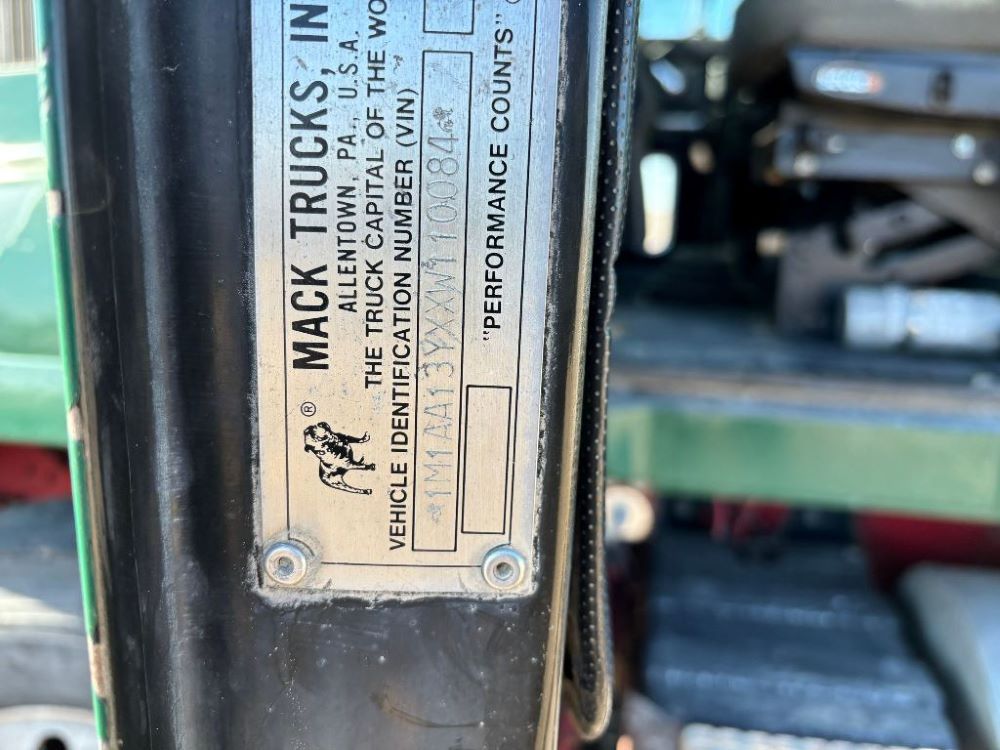 MACK TRUCKS, IN
ALLENTOWN, PA., U.S.A.
THE TRUCK CAPITAL OF THE WO
VEHICLE IDENTIFICATION NUMBER (VIN)
*1M1AA13YXXW110084*
"PERFORMANCE COUNTS"
®